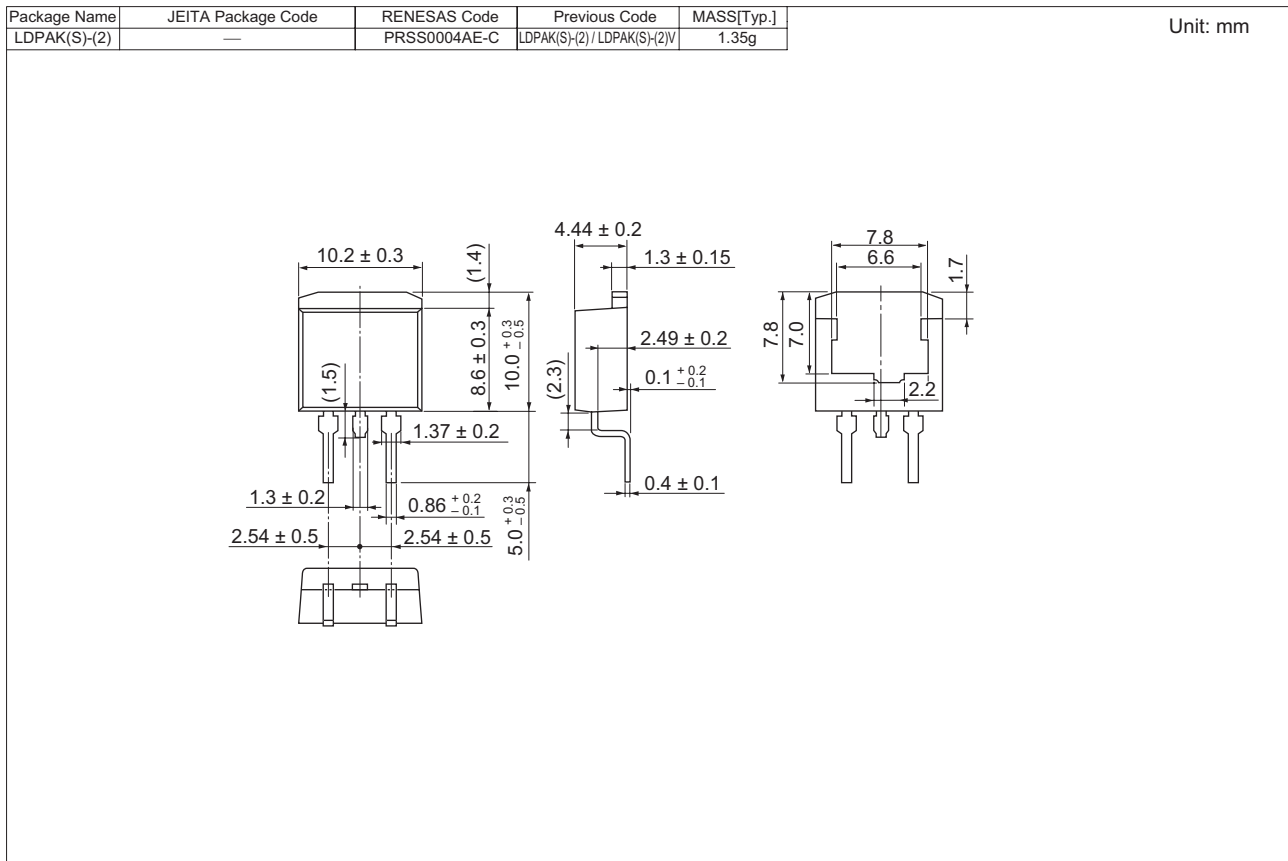 Package Name JEITA Package Code RENESAS Code Previous Code MASS[Typ.]
LDPAK(S)-(2) — PRSS0004AE-C LDPAK(S)-(2) / LDPAK(S)-(2)V 1.35g
Unit: mm
10.2 ± 0.3
(1.4)
8.6 ± 0.3
10.0 + 0.3 – 0.5
(1.5)
1.37 ± 0.2
1.3 ± 0.2
0.86 + 0.2 – 0.1
2.54 ± 0.5
2.54 ± 0.5
5.0 + 0.3 – 0.5
4.44 ± 0.2
1.3 ± 0.15
2.49 ± 0.2
(2.3)
0.1 + 0.2 – 0.1
0.4 ± 0.1
7.8
6.6
1.7
7.8
7.0
2.2